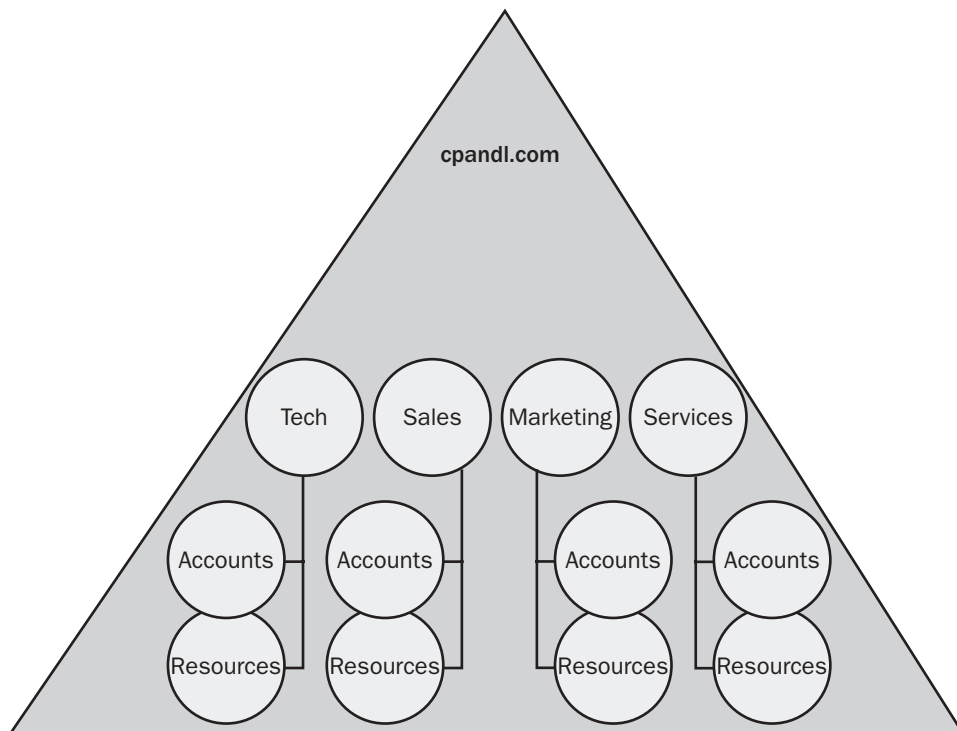 cpandl.com
Tech Sales Marketing Services
Accounts Accounts Accounts Accounts
Resources Resources Resources Resources